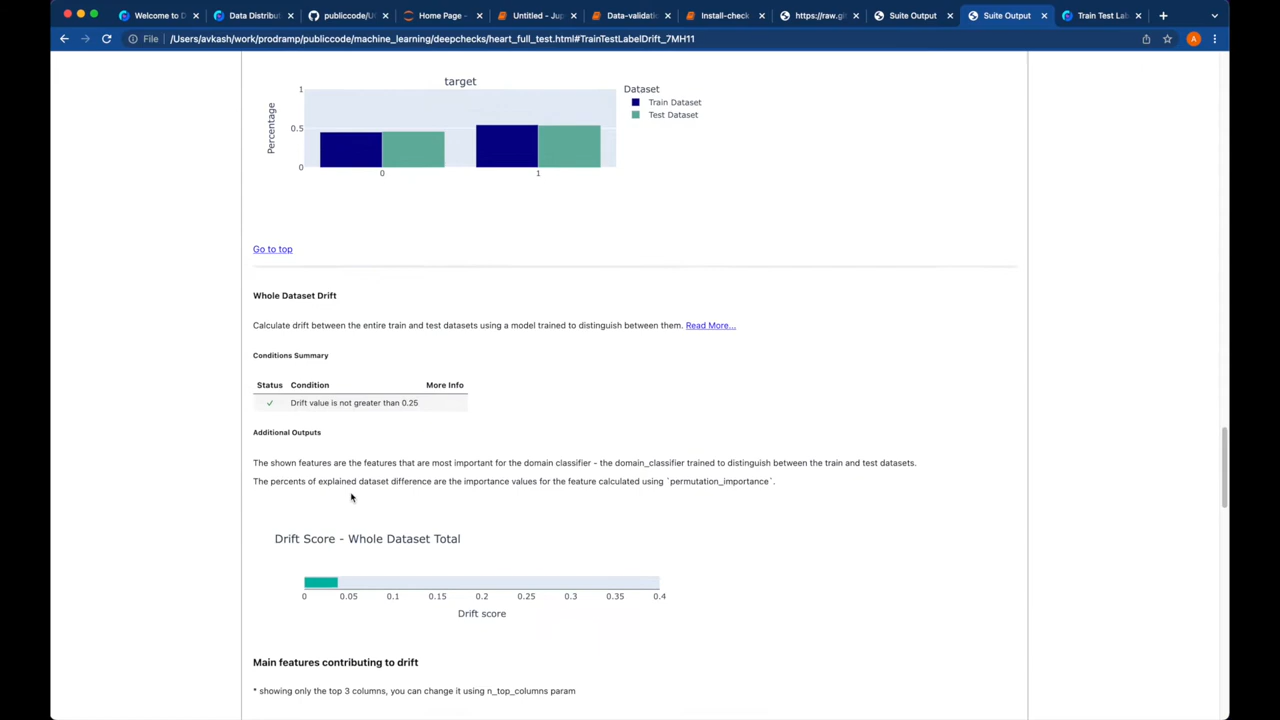 Welcome to D
Data Distribut
publiccode/U
Home Page -
Untitled - Jup
Data-validatio
Install-check
https://raw.git
Suite Output
Suite Output
Train Test Lab
File
/Users/avkash/work/prodramp/publiccode/machine_learning/deepchecks/heart_full_test.html#TrainTestLabelDrift_7MH11
A
target
Dataset
Train Dataset
Test Dataset
Percentage
1
0.5
0
0
1
Go to top
Whole Dataset Drift
Calculate drift between the entire train and test datasets using a model trained to distinguish between them. Read More...
Conditions Summary
Status Condition More Info
✓ Drift value is not greater than 0.25
Additional Outputs
The shown features are the features that are most important for the domain classifier - the domain_classifier trained to distinguish between the train and test datasets.
The percents of explained dataset difference are the importance values for the feature calculated using `permutation_importance`.
Drift Score - Whole Dataset Total
0 0.05 0.1 0.15 0.2 0.25 0.3 0.35 0.4
Drift score
Main features contributing to drift
* showing only the top 3 columns, you can change it using n_top_columns param